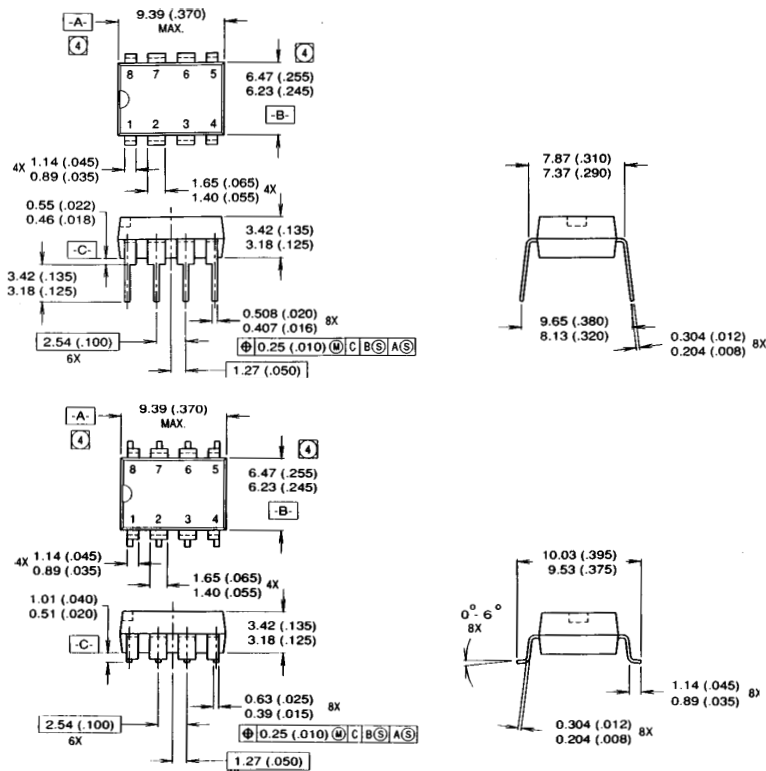 -A-
9.39 (.370)
MAX.
4
4
8 7 6 5
6.47 (.255)
6.23 (.245)
-B-
1 2 3 4
4X 1.14 (.045)
0.89 (.035)
1.65 (.065) 4X
1.40 (.055)
0.55 (.022)
0.46 (.018)
-C-
3.42 (.135)
3.18 (.125)
3.42 (.135)
3.18 (.125)
0.508 (.020) 8X
0.407 (.016)
2.54 (.100)
6X
⌖ 0.25 (.010) Ⓜ C BⓈ AⓈ
1.27 (.050)
7.87 (.310)
7.37 (.290)
9.65 (.380)
8.13 (.320)
0.304 (.012) 8X
0.204 (.008)
-A-
9.39 (.370)
MAX.
4
4
8 7 6 5
6.47 (.255)
6.23 (.245)
-B-
1 2 3 4
4X 1.14 (.045)
0.89 (.035)
1.65 (.065) 4X
1.40 (.055)
1.01 (.040)
0.51 (.020)
-C-
3.42 (.135)
3.18 (.125)
0.63 (.025) 8X
0.39 (.015)
2.54 (.100)
6X
⌖ 0.25 (.010) Ⓜ C BⓈ AⓈ
1.27 (.050)
10.03 (.395)
9.53 (.375)
0°-6°
8X
1.14 (.045) 8X
0.89 (.035)
0.304 (.012) 8X
0.204 (.008)